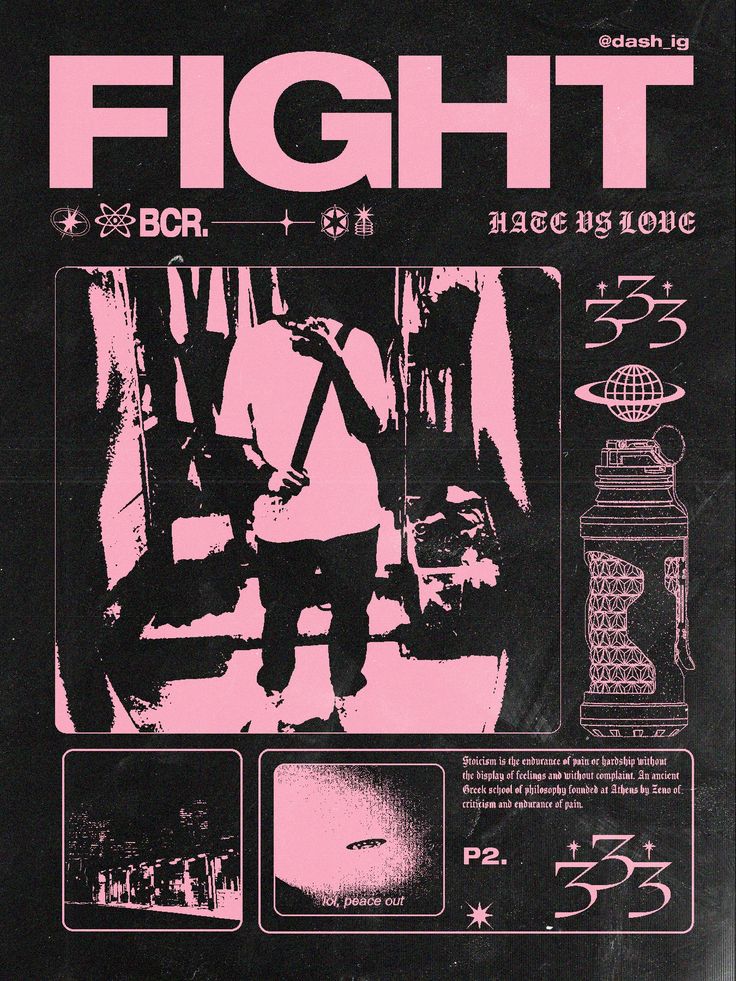 @dash_ig
FIGHT
BCR.
HATE VS LOVE
333
Stoicism is the endurance of pain or hardship without
the display of feelings and without complaint. An ancient
Greek school of philosophy founded at Athens by Zeno of
criticism and endurance of pain.
P2.
333
lol, peace out